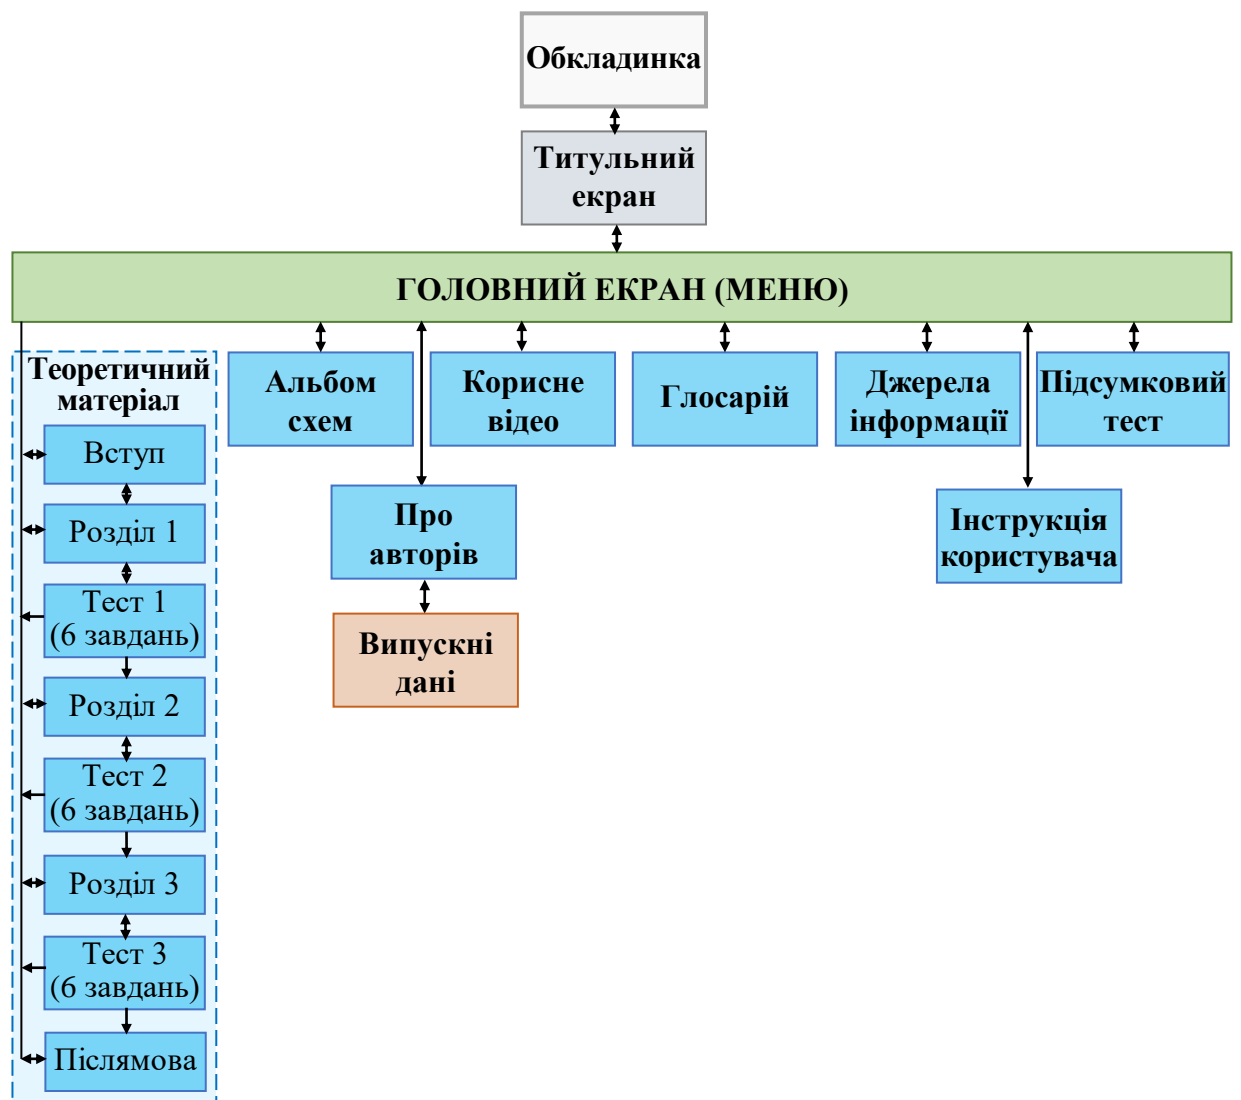 Обкладинка
Титульний
екран
ГОЛОВНИЙ ЕКРАН (МЕНЮ)
Теоретичний
матеріал
Вступ
Розділ 1
Тест 1
(6 завдань)
Розділ 2
Тест 2
(6 завдань)
Розділ 3
Тест 3
(6 завдань)
Післямова
Альбом
схем
Корисне
відео
Глосарій
Джерела
інформації
Підсумковий
тест
Про
авторів
Інструкція
користувача
Випускні
дані